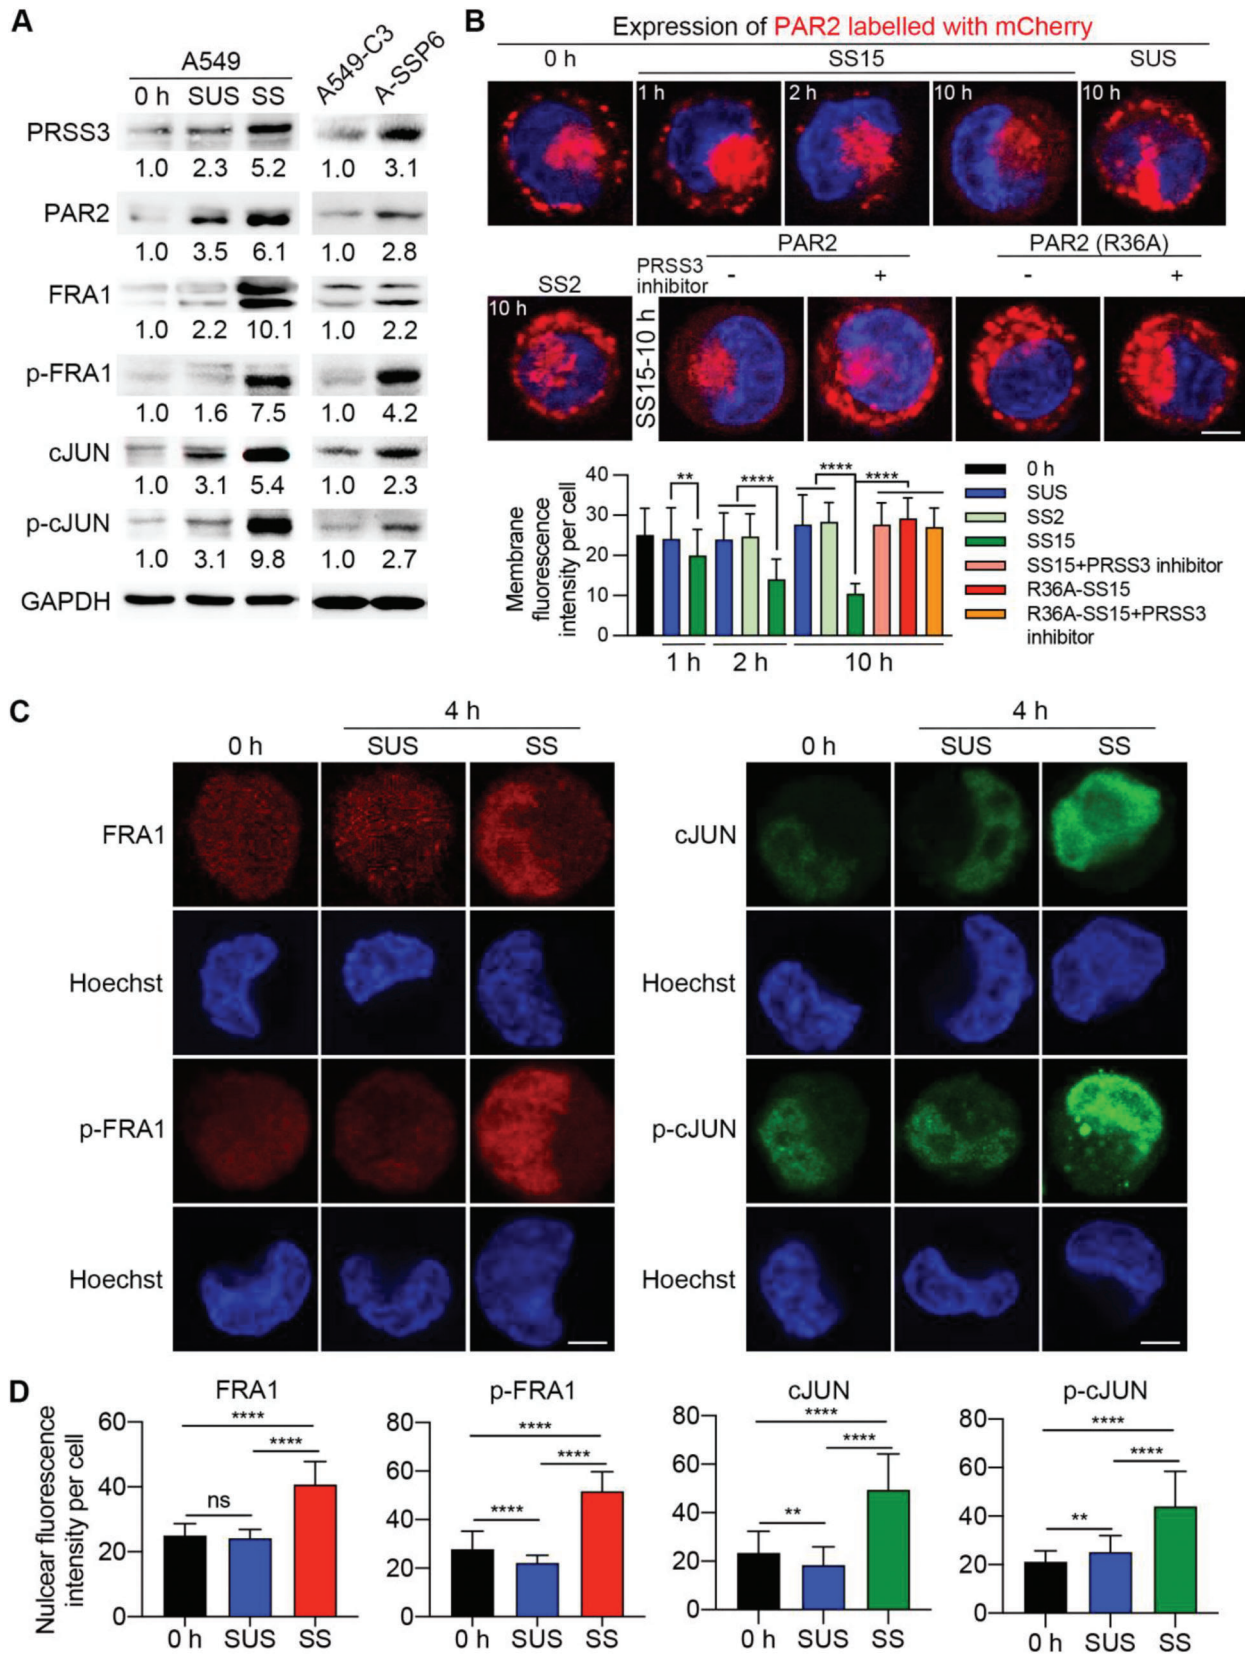 A
A549
0 h SUS SS
A549-C3
A-SSP6
PRSS3
1.0 2.3 5.2 1.0 3.1
PAR2
1.0 3.5 6.1 1.0 2.8
FRA1
1.0 2.2 10.1 1.0 2.2
p-FRA1
1.0 1.6 7.5 1.0 4.2
cJUN
1.0 3.1 5.4 1.0 2.3
p-cJUN
1.0 3.1 9.8 1.0 2.7
GAPDH
B
Expression of PAR2 labelled with mCherry
0 h SS15 SUS
1 h 2 h 10 h 10 h
PAR2 PAR2 (R36A)
SS2
PRSS3
inhibitor
- + - +
10 h
SS15-10 h
Membrane
fluorescence
intensity per cell
40
30
20
10
0
** **** **** ****
1 h 2 h 10 h
0 h
SUS
SS2
SS15
SS15+PRSS3 inhibitor
R36A-SS15
R36A-SS15+PRSS3
inhibitor
C
4 h
0 h SUS SS
FRA1
Hoechst
p-FRA1
Hoechst
4 h
0 h SUS SS
cJUN
Hoechst
p-cJUN
Hoechst
D
Nulcear fluorescence
intensity per cell
FRA1
60
40
20
0
****
****
ns
0 h SUS SS
p-FRA1
80
60
40
20
0
****
****
****
0 h SUS SS
cJUN
80
60
40
20
0
****
****
**
0 h SUS SS
p-cJUN
80
60
40
20
0
****
****
**
0 h SUS SS